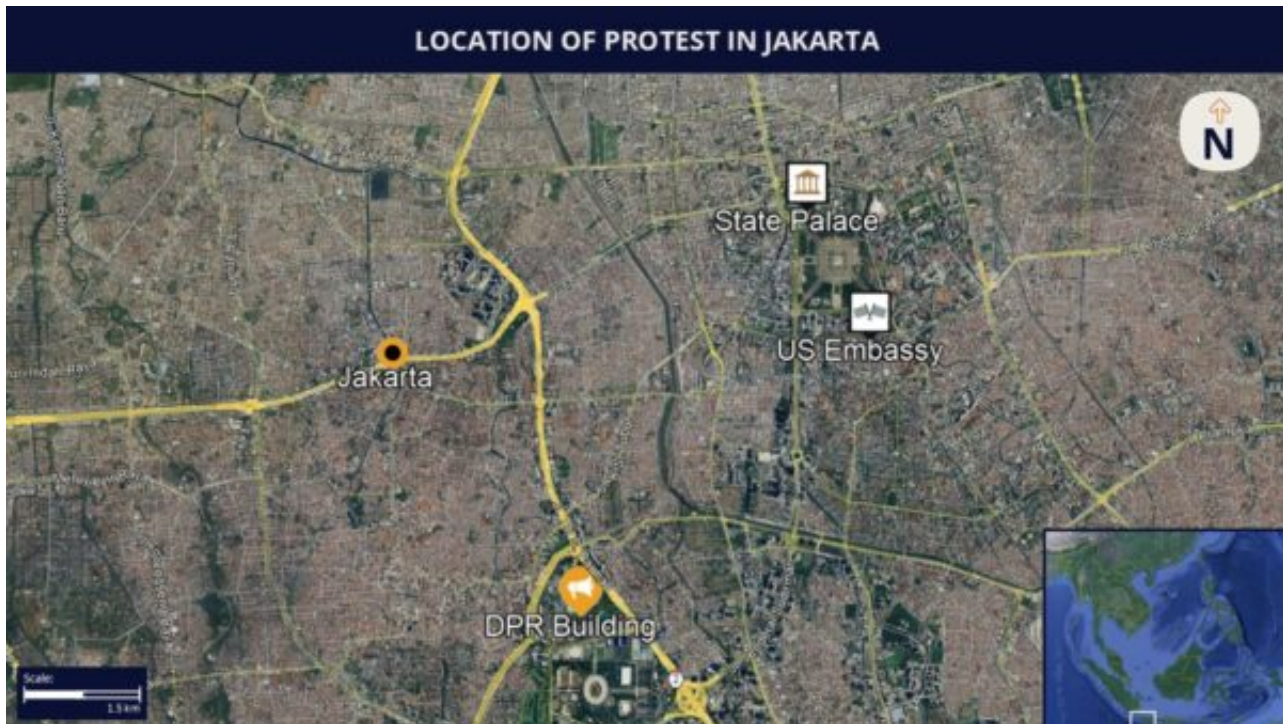 LOCATION OF PROTEST IN JAKARTA
N
State Palace
US Embassy
Jakarta
DPR Building
Scale:
1.5 km